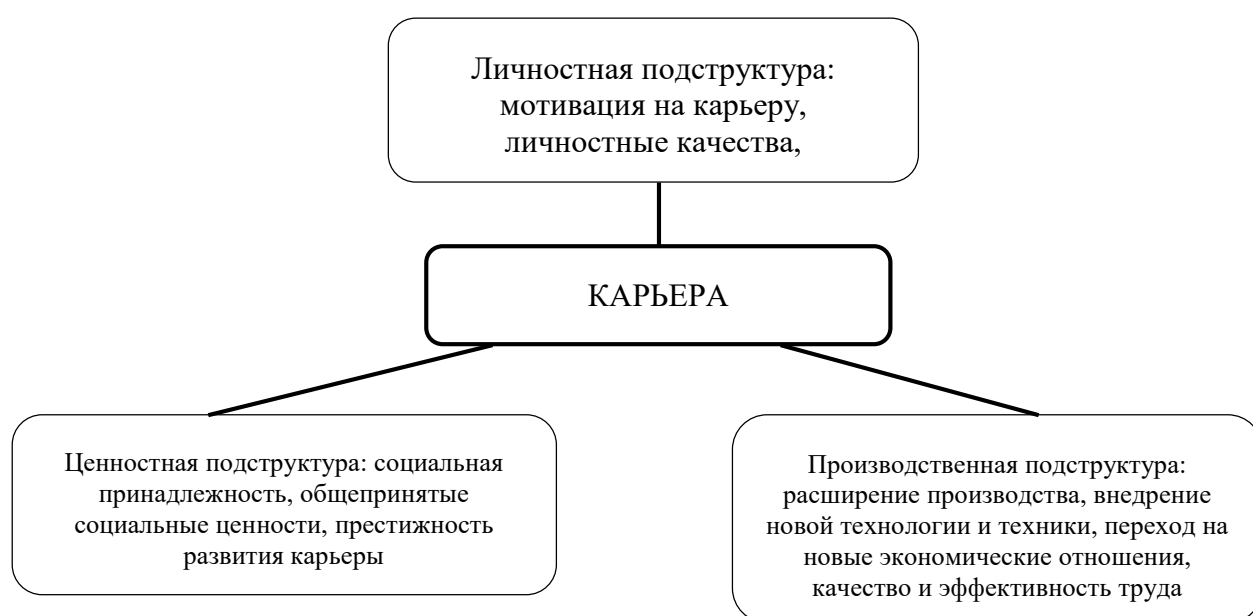 Личностная подструктура:
мотивация на карьеру,
личностные качества,
КАРЬЕРА
Ценностная подструктура: социальная
принадлежность, общепринятые
социальные ценности, престижность
развития карьеры
Производственная подструктура:
расширение производства, внедрение
новой технологии и техники, переход на
новые экономические отношения,
качество и эффективность труда